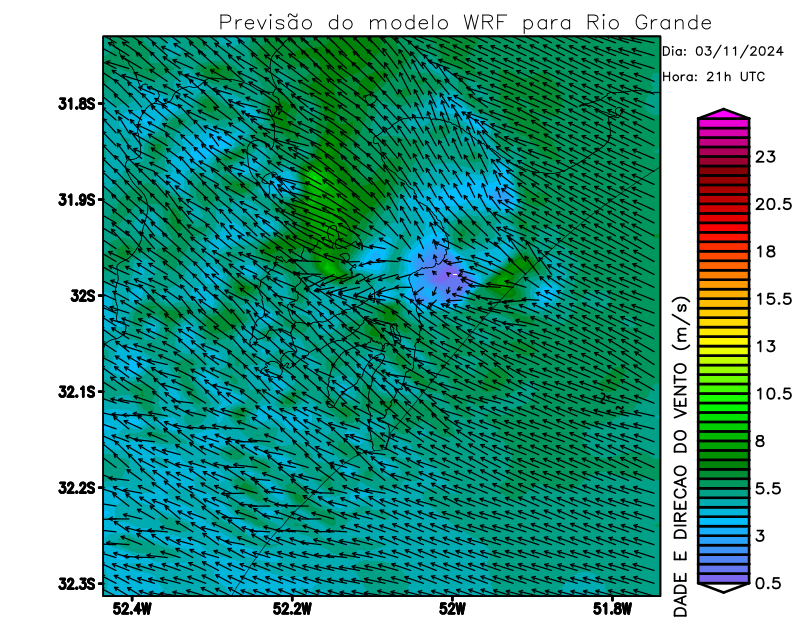 Previsão do modelo WRF para Rio Grande
Dia: 03/11/2024
Hora: 21h UTC
31.8S
31.9S
32S
32.1S
32.2S
32.3S
52.4W
52.2W
52W
51.8W
DADE E DIRECAO DO VENTO (m/s)
23
20.5
18
15.5
13
10.5
8
5.5
3
0.5